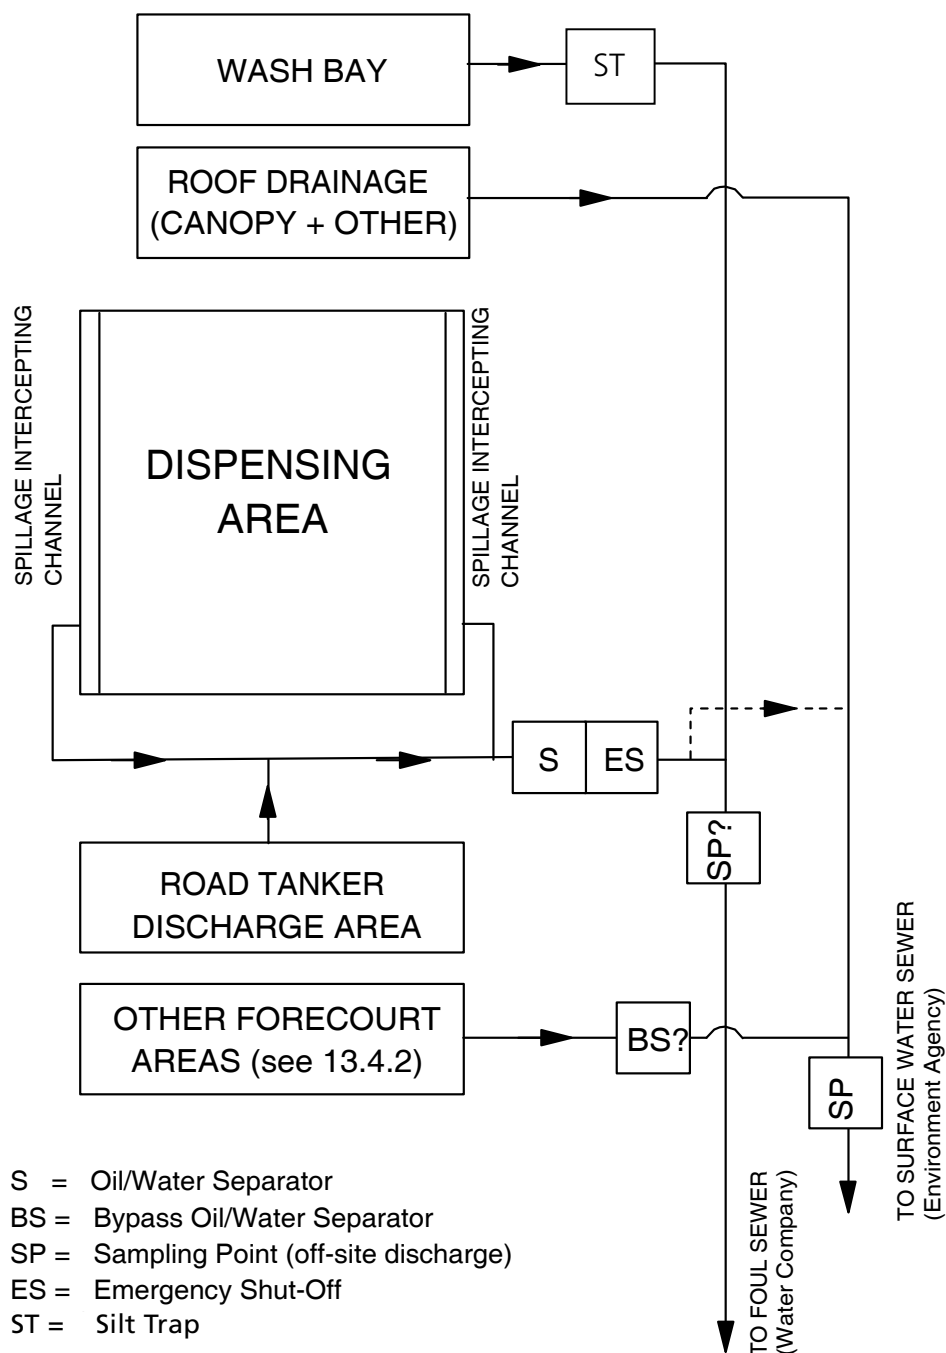 WASH BAY
ST
ROOF DRAINAGE
(CANOPY + OTHER)
SPILLAGE INTERCEPTING
CHANNEL
DISPENSING
AREA
SPILLAGE INTERCEPTING
CHANNEL
S
ES
SP?
ROAD TANKER
DISCHARGE AREA
OTHER FORECOURT
AREAS (see 13.4.2)
BS?
SP
TO SURFACE WATER SEWER
(Environment Agency)
TO FOUL SEWER
(Water Company)
S = Oil/Water Separator
BS = Bypass Oil/Water Separator
SP = Sampling Point (off-site discharge)
ES = Emergency Shut-Off
ST = Silt Trap